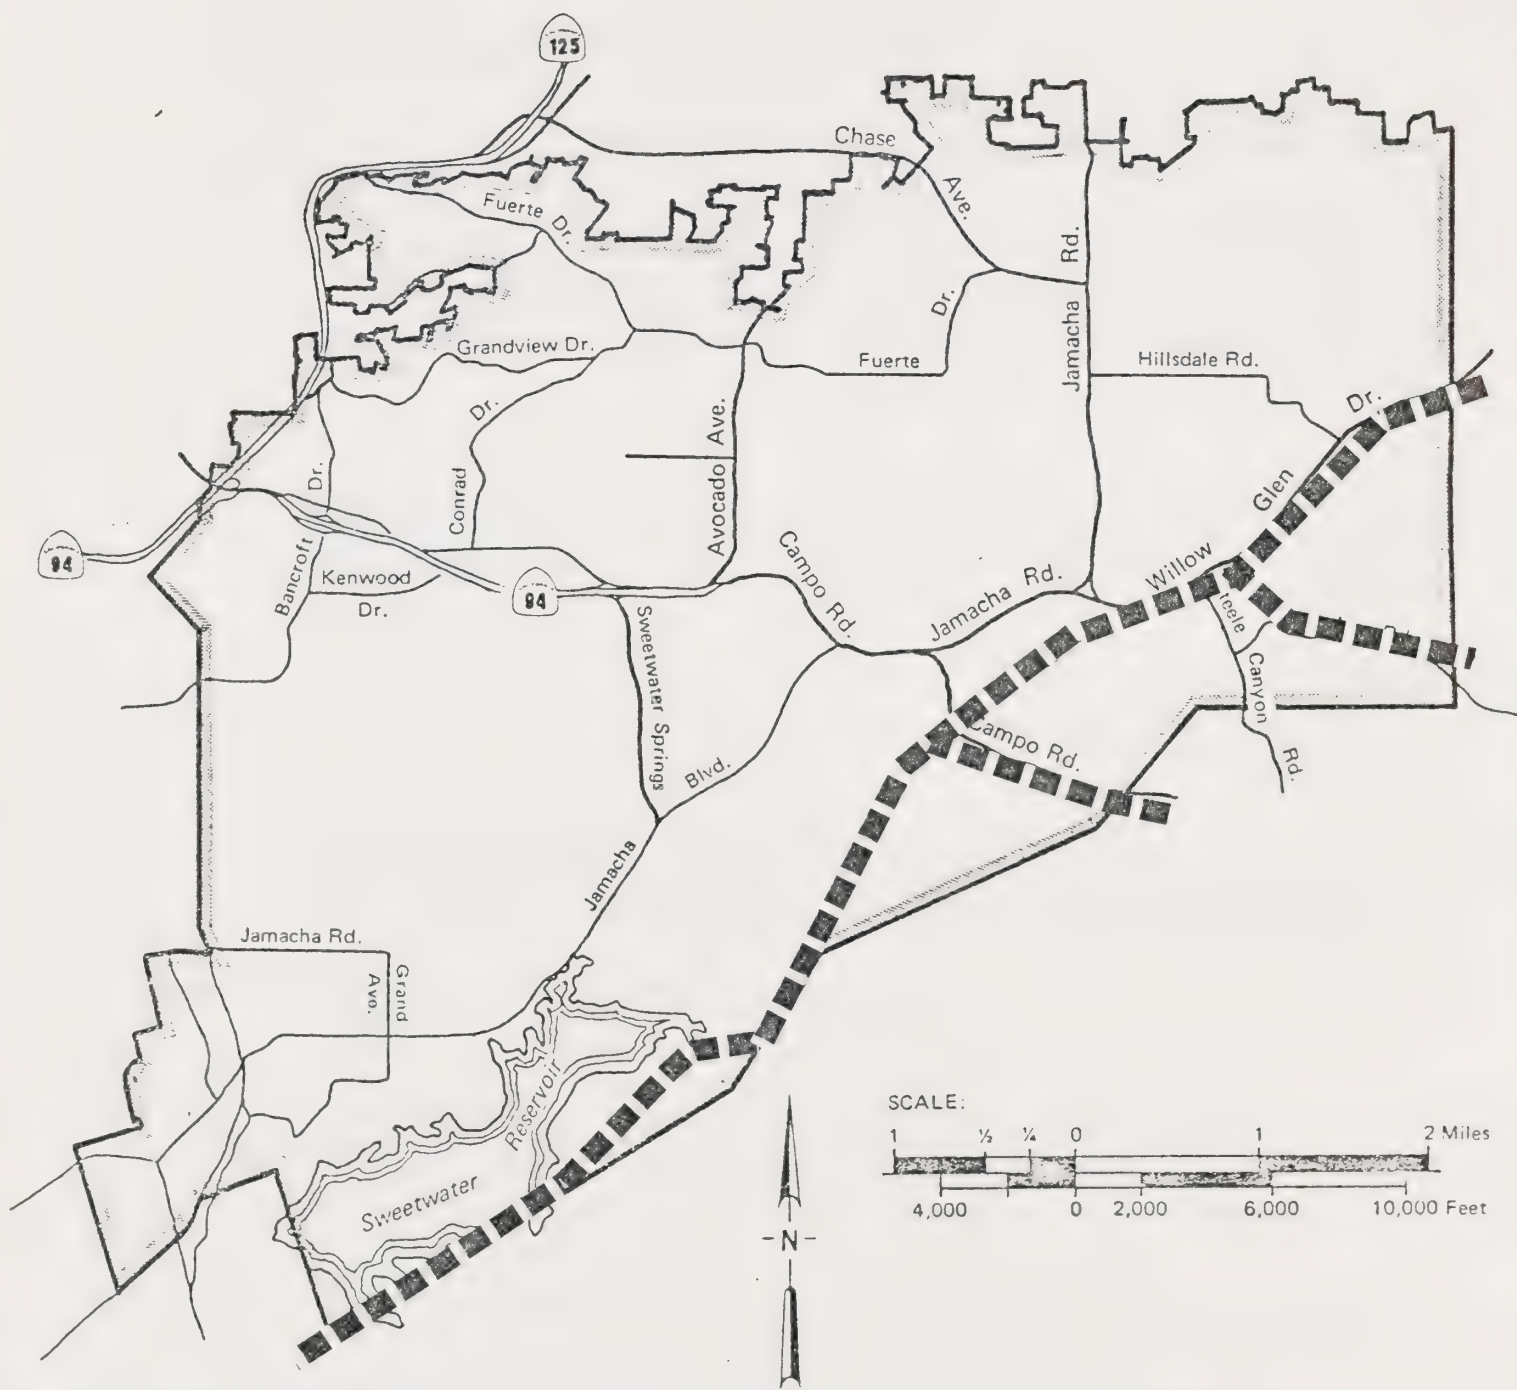 125
Chase
Ave.
Fuerte Dr.
Rd.
Jamacha
Dr.
Fuerte
Grandview Dr.
Hillsdale Rd.
Dr.
Glen
Willow
Dr.
Conrad
Ave.
Avocado
Dr.
Bancroft
94
94
Kenwood
Dr.
Campo Rd.
Jamacha Rd.
teele
Canyon
Rd.
Sweetwater Springs
Campo Rd.
Blvd.
Jamacha
Jamacha Rd.
Grand
Avo.
Reservoir
Sweetwater
SCALE:
1 ½ ¼ 0 1 2 Miles
4,000 0 2,000 6,000 10,000 Feet
-N-